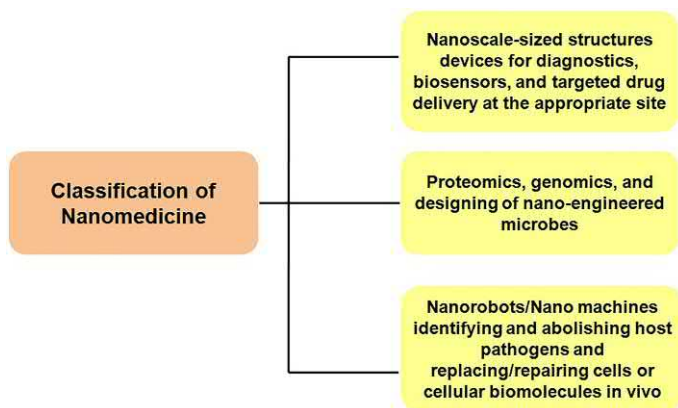 Nanoscale-sized structures
devices for diagnostics,
biosensors, and targeted drug
delivery at the appropriate site
Classification of
Nanomedicine
Proteomics, genomics, and
designing of nano-engineered
microbes
Nanorobots/Nano machines
identifying and abolishing host
pathogens and
replacing/repairing cells or
cellular biomolecules in vivo